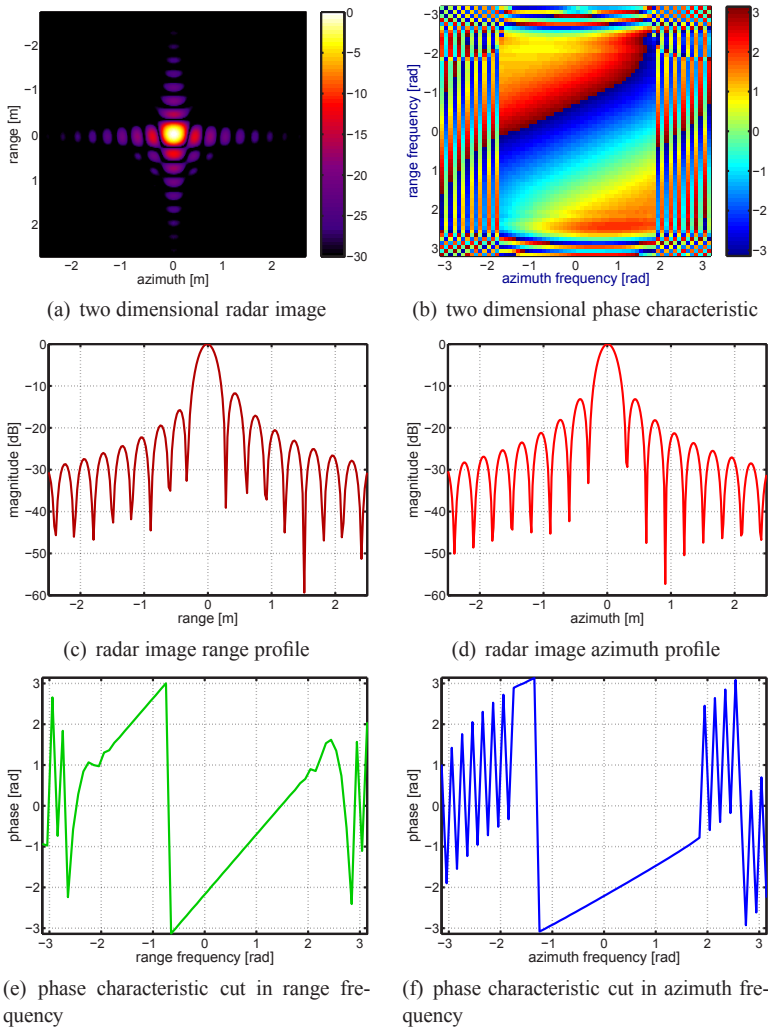 −2
−1
0
1
2
range [m]
−2 −1 0 1 2
azimuth [m]
0
−5
−10
−15
−20
−25
−30
(a) two dimensional radar image
−3
−2
−1
0
1
2
3
range frequency [rad]
−2 0 2
azimuth frequency [rad]
3
2
1
0
−1
−2
−3
(b) two dimensional phase characteristic
0
−10
−20
−30
−40
−50
−60
magnitude [dB]
−2 −1 0 1 2
range [m]
(c) radar image range profile
0
−10
−20
−30
−40
−50
−60
magnitude [dB]
−2 −1 0 1 2
azimuth [m]
(d) radar image azimuth profile
3
2
1
0
−1
−2
−3
phase [rad]
−3 −2 −1 0 1 2 3
range frequency [rad]
(e) phase characteristic cut in range fre-
quency
3
2
1
0
−1
−2
−3
phase [rad]
−3 −2 −1 0 1 2 3
azimuth frequency [rad]
(f) phase characteristic cut in azimuth fre-
quency